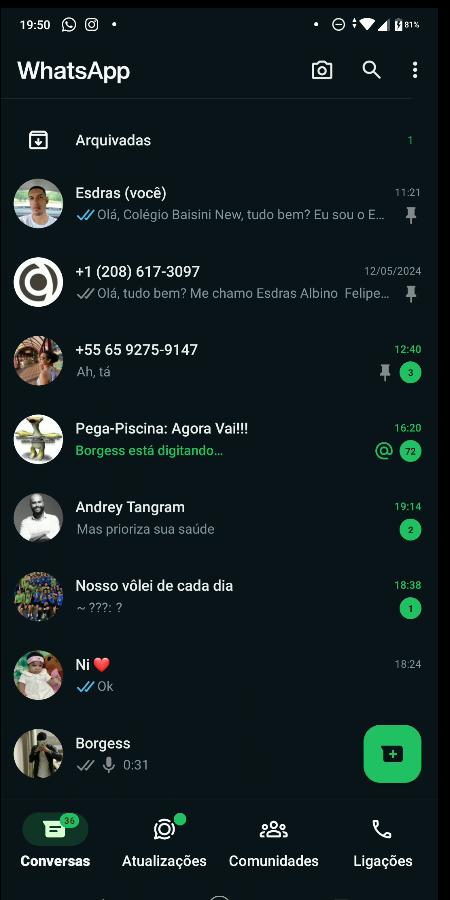 19:50 81%
WhatsApp
Arquivadas 1
Esdras (você) 11:21
Olá, Colégio Baisini New, tudo bem? Eu sou o E...
+1 (208) 617-3097 12/05/2024
Olá, tudo bem? Me chamo Esdras Albino Felipe...
+55 65 9275-9147 12:40
Ah, tá 3
Pega-Piscina: Agora Vai!!! 16:20
Borgess está digitando... @ 72
Andrey Tangram 19:14
Mas prioriza sua saúde 2
Nosso vôlei de cada dia 18:38
~ ???: ? 1
Ni ❤️ 18:24
Ok
Borgess
0:31
36
Conversas Atualizações Comunidades Ligações